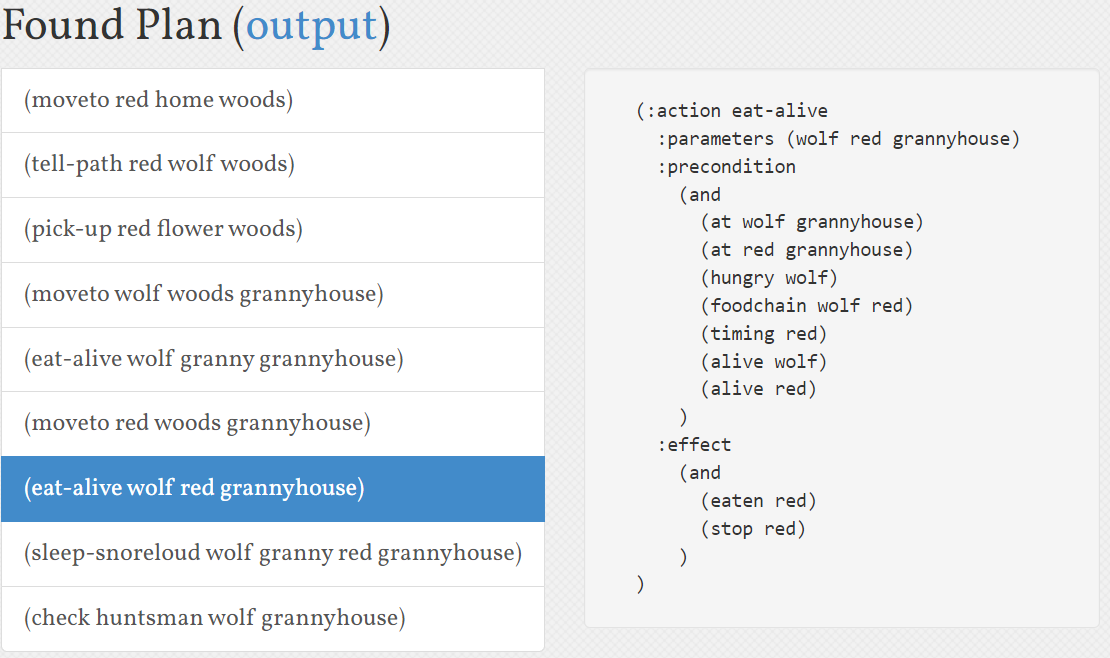 Found Plan (output)
(moveto red home woods)
(tell-path red wolf woods)
(pick-up red flower woods)
(moveto wolf woods grannyhouse)
(eat-alive wolf granny grannyhouse)
(moveto red woods grannyhouse)
(eat-alive wolf red grannyhouse)
(sleep-snoreloud wolf granny red grannyhouse)
(check huntsman wolf grannyhouse)
(:action eat-alive
:parameters (wolf red grannyhouse)
:precondition
(and
(at wolf grannyhouse)
(at red grannyhouse)
(hungry wolf)
(foodchain wolf red)
(timing red)
(alive wolf)
(alive red)
)
:effect
(and
(eaten red)
(stop red)
)
)